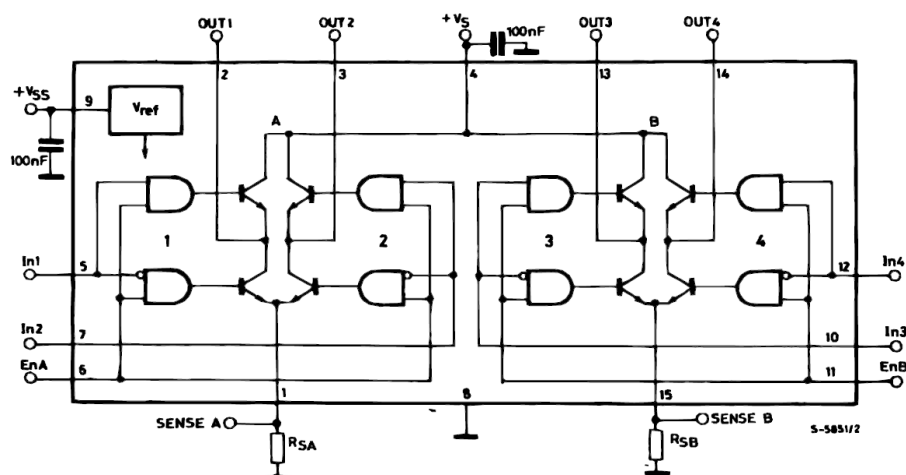 OUT1 OUT2 +VS 100nF OUT3 OUT4
2 3 4 13 14
+VSS 9 Vref
A B
100nF
1 2 3 4
In1 5 12 In4
In2 7 10 In3
EnA 6 11 EnB
1 8 15
SENSE A SENSE B S-5851/2
RSA RSB